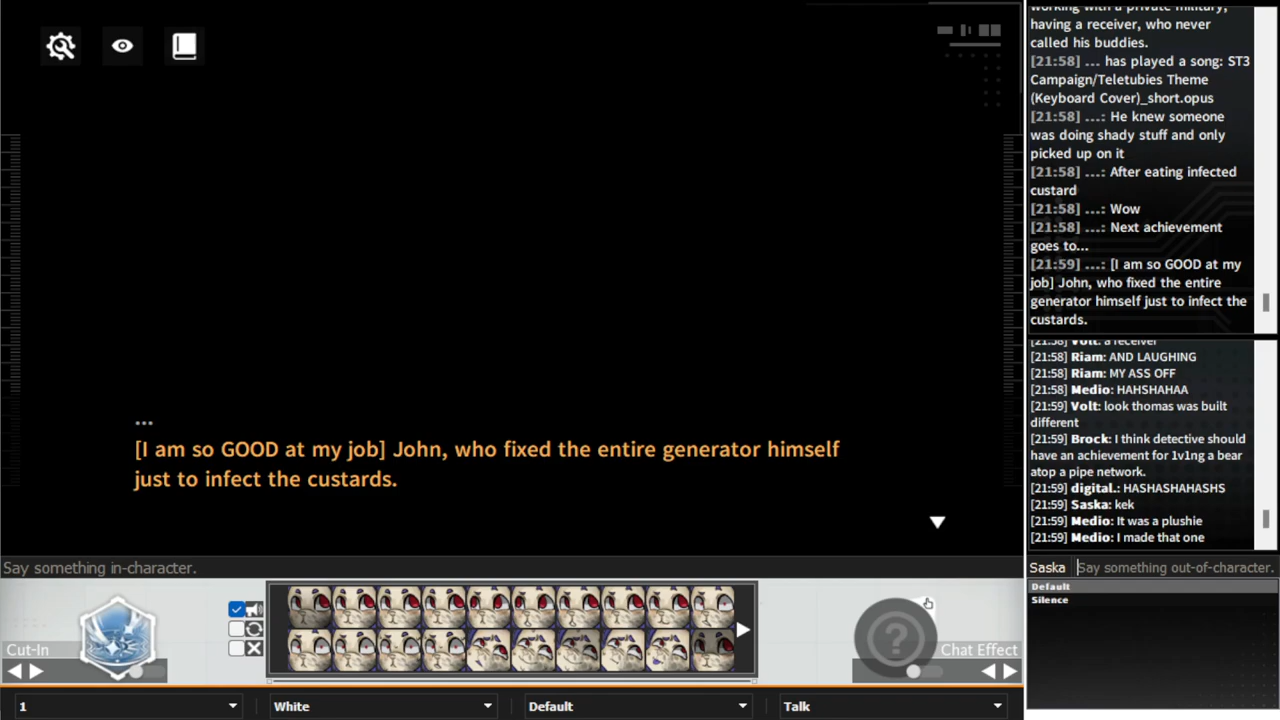 working with a private military,
having a receiver, who never
called his buddies.
[21:58] ... has played a song: ST3
Campaign/Teletubies Theme
(Keyboard Cover)_short.opus
[21:58] ...: He knew someone
was doing shady stuff and only
picked up on it
[21:58] ...: After eating infected
custard
[21:58] ...: Wow
[21:58] ...: Next achievement
goes to...
[21:59] ...: [I am so GOOD at my
job] John, who fixed the entire
generator himself just to infect the
custards.
[21:58] Volt: a receiver
[21:58] Riam: AND LAUGHING
[21:58] Riam: MY ASS OFF
[21:58] Medio: HAHSHAHAA
[21:59] Volt: look thomas was built
different
[21:59] Brock: I think detective should
have an achievement for 1v1ng a bear
atop a pipe network.
[21:59] digital.: HASHASHAHASHS
[21:59] Saska: kek
[21:59] Medio: It was a plushie
[21:59] Medio: I made that one
...
[I am so GOOD at my job] John, who fixed the entire generator himself
just to infect the custards.
Say something in-character.
Saska
Say something out-of-character.
Default
Silence
Cut-In
?
Chat Effect
1
White
Default
Talk